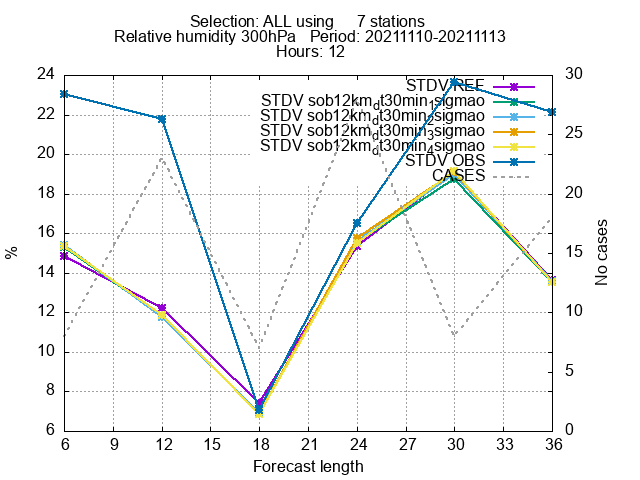 Selection: ALL using 7 stations
Relative humidity 300hPa Period: 20211110-20211113
Hours: 12
24 22 20 18 16 14 12 10 8 6
30 25 20 15 10 5 0
%
No cases
STDV REF
STDV sob12km_dt30min_1sigmao
STDV sob12km_dt30min_2sigmao
STDV sob12km_dt30min_3sigmao
STDV sob12km_dt30min_4sigmao
STDV OBS
CASES
6 9 12 15 18 21 24 27 30 33 36
Forecast length